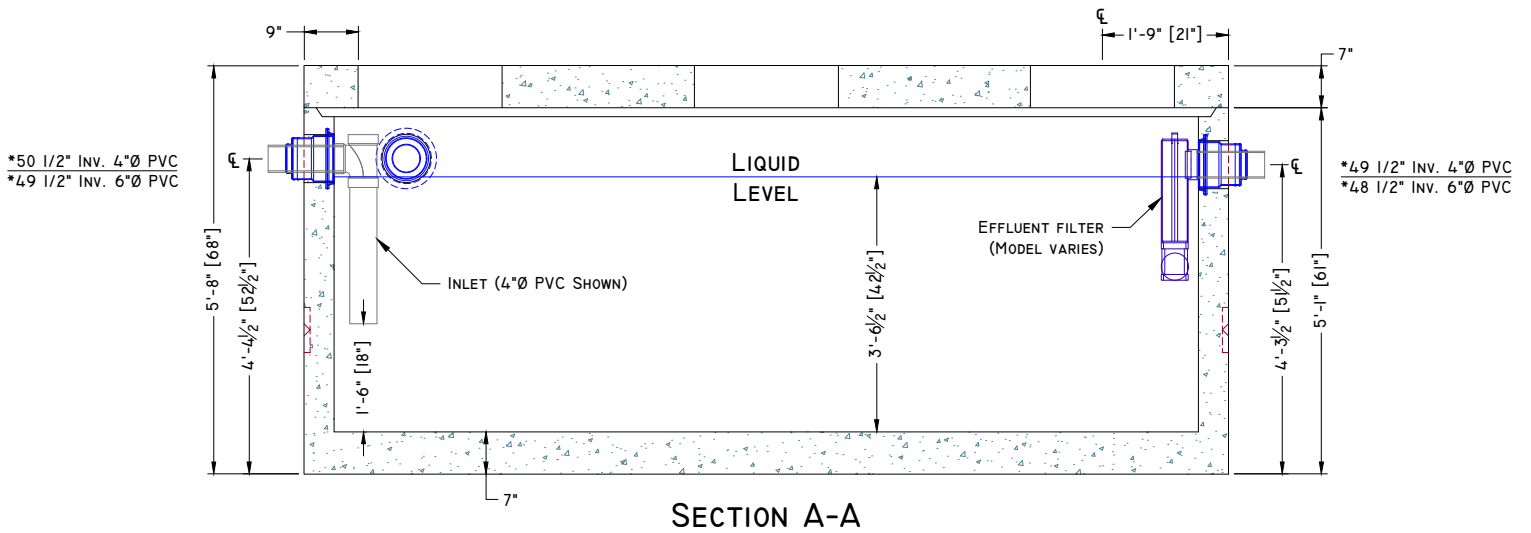 9"
℄
1'-9" [21"]
7"
*50 1/2" Inv. 4"Ø PVC
*49 1/2" Inv. 6"Ø PVC
℄
LIQUID
LEVEL
℄
*49 1/2" Inv. 4"Ø PVC
*48 1/2" Inv. 6"Ø PVC
EFFLUENT FILTER
(MODEL VARIES)
INLET (4"Ø PVC SHOWN)
5'-8" [68"]
4'-4½" [52½"]
1'-6" [18"]
3'-6½" [42½"]
4'-3½" [51½"]
5'-1" [61"]
7"
SECTION A-A